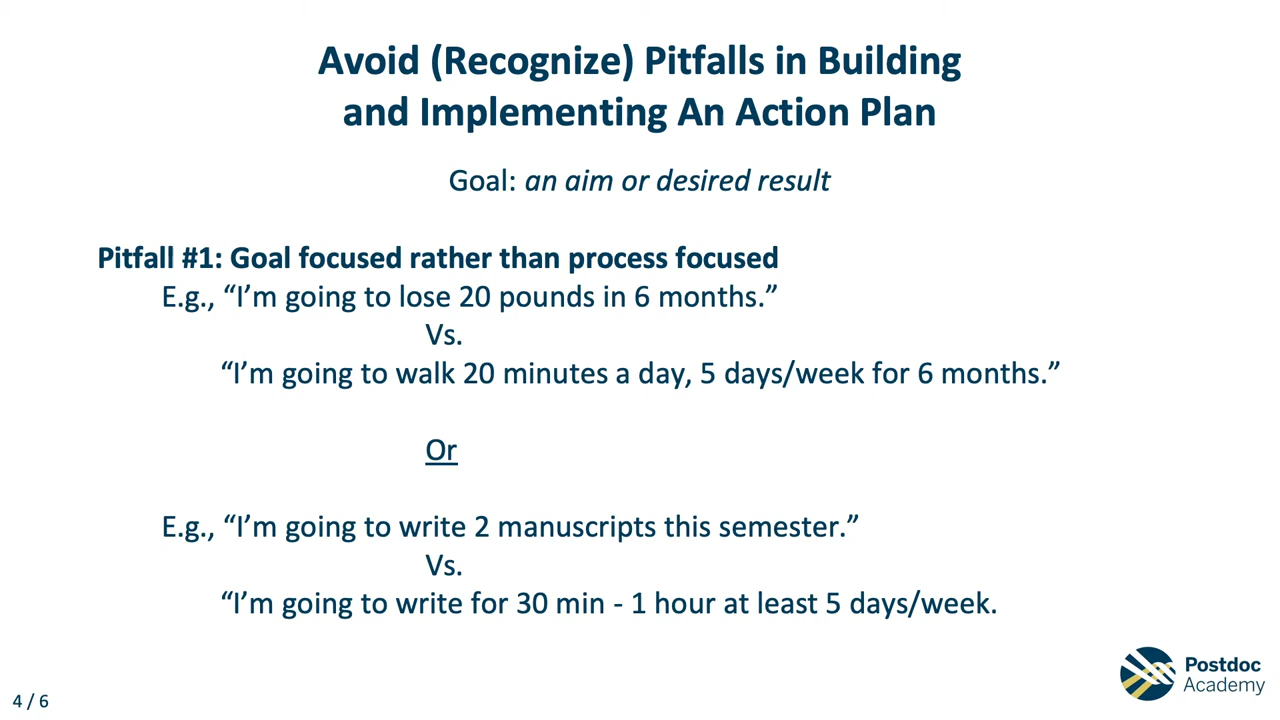 Avoid (Recognize) Pitfalls in Building
and Implementing An Action Plan
Goal: an aim or desired result
Pitfall #1: Goal focused rather than process focused
E.g., “I’m going to lose 20 pounds in 6 months.”
Vs.
“I’m going to walk 20 minutes a day, 5 days/week for 6 months.”
Or
E.g., “I’m going to write 2 manuscripts this semester.”
Vs.
“I’m going to write for 30 min - 1 hour at least 5 days/week.
Postdoc
Academy
4 / 6